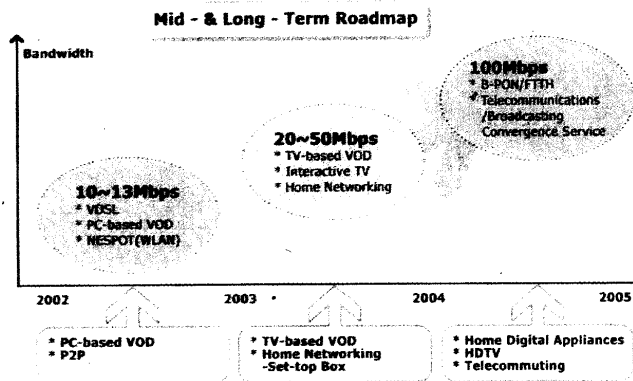 Mid - & Long - Term Roadmap
Bandwidth
100Mbps
* B-PON/FTTH
* Telecommunications
/Broadcasting
Convergence Service
20~50Mbps
* TV-based VOD
* Interactive TV
* Home Networking
10~13Mbps
* VDSL
* PC-based VOD
* NESPOT(WLAN)
2002 2003 2004 2005
* PC-based VOD
* P2P
* TV-based VOD
* Home Networking
-Set-top Box
* Home Digital Appliances
* HDTV
* Telecommuting